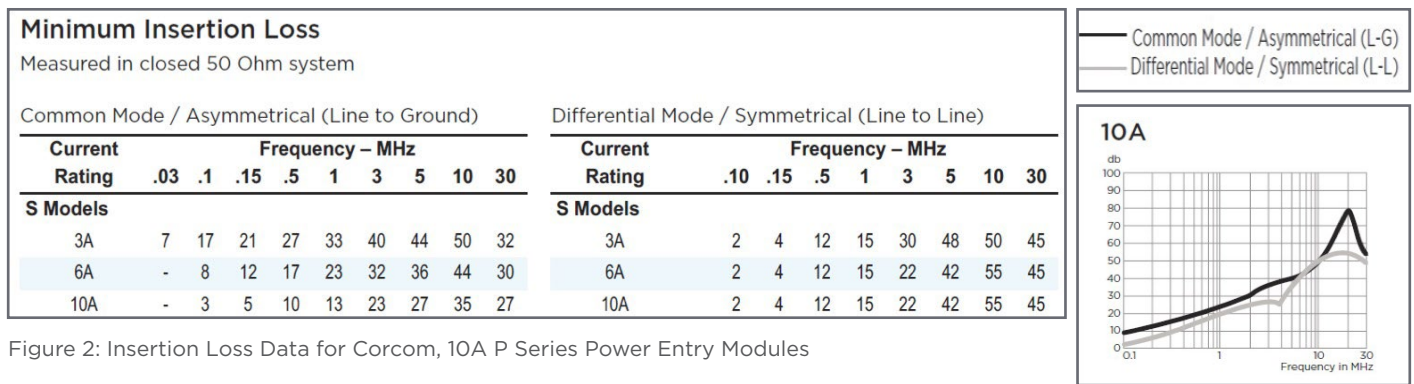 Minimum Insertion Loss
Measured in closed 50 Ohm system
Common Mode / Asymmetrical (Line to Ground)
Current Frequency – MHz
Rating .03 .1 .15 .5 1 3 5 10 30
S Models
3A 7 17 21 27 33 40 44 50 32
6A - 8 12 17 23 32 36 44 30
10A - 3 5 10 13 23 27 35 27
Differential Mode / Symmetrical (Line to Line)
Current Frequency – MHz
Rating .10 .15 .5 1 3 5 10 30
S Models
3A 2 4 12 15 30 48 50 45
6A 2 4 12 15 22 42 55 45
10A 2 4 12 15 22 42 55 45
Figure 2: Insertion Loss Data for Corcom, 10A P Series Power Entry Modules
Common Mode / Asymmetrical (L-G)
Differential Mode / Symmetrical (L-L)
10A
db
100
90
80
70
60
50
40
30
20
10
0
0.1 1 10 30
Frequency in MHz